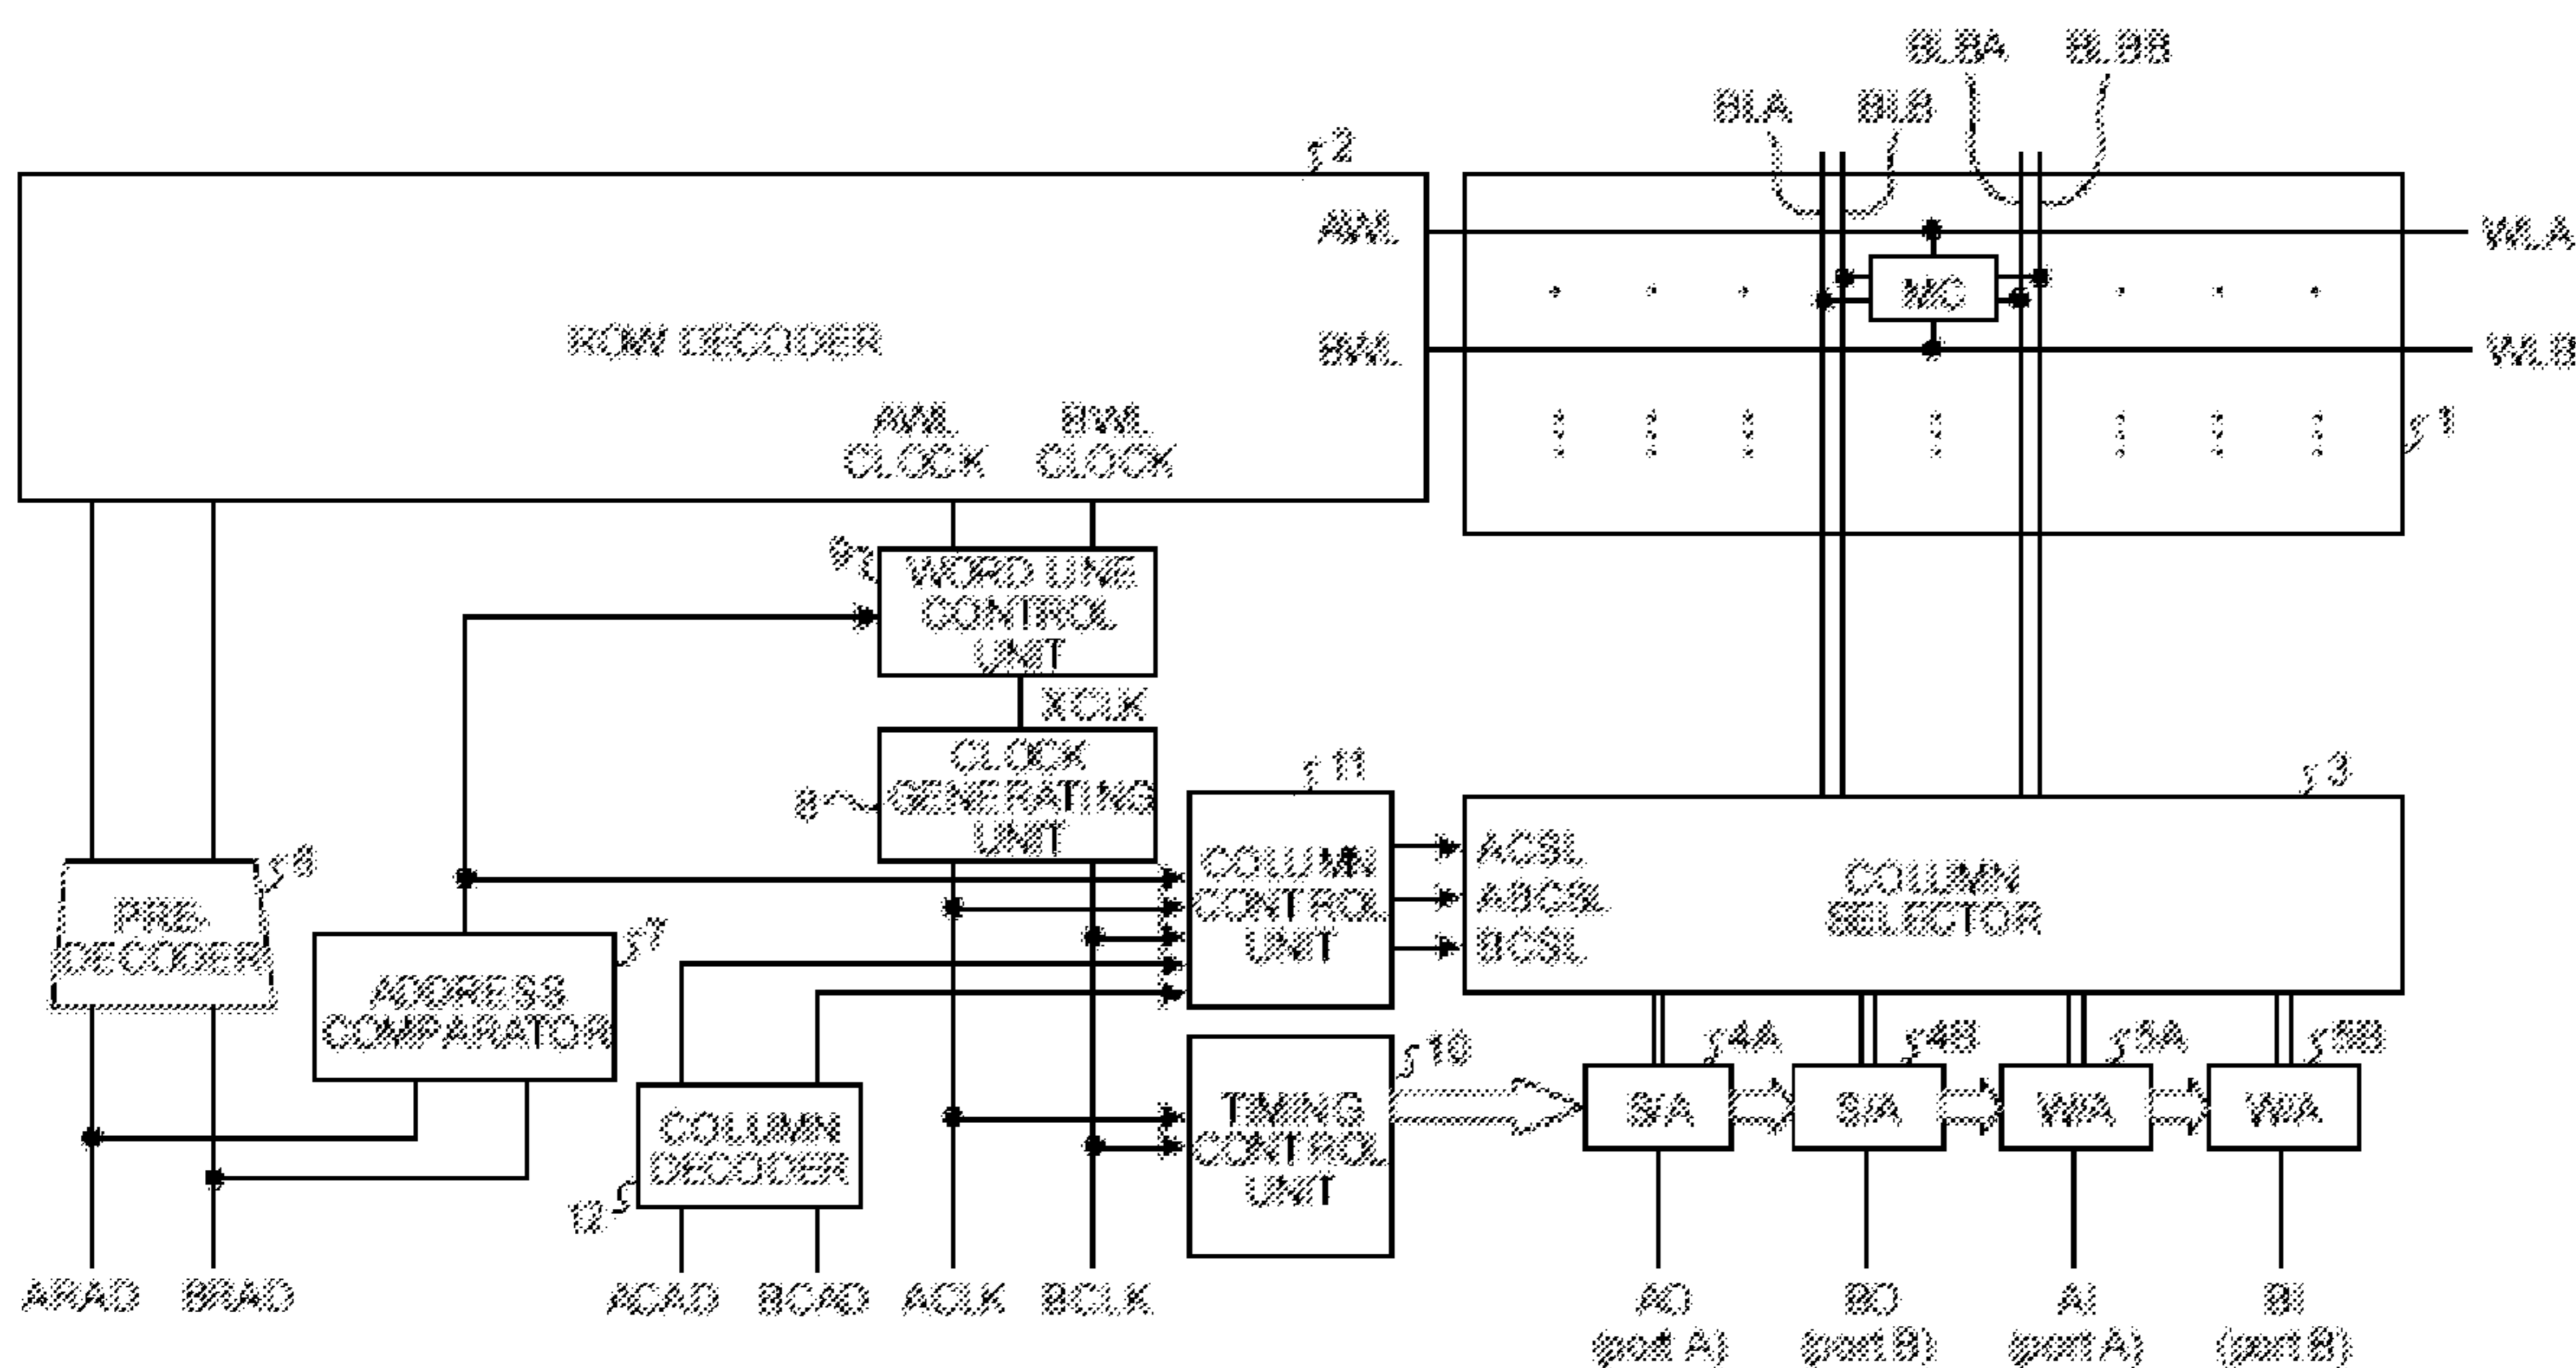 BLBA BLBB
BLA BLB
2
AWL
WLA
MC
ROW DECODER
BWL
WLB
AWL CLOCK
BWL CLOCK
1
9
WORD LINE
CONTROL
UNIT
XCLK
8
CLOCK
GENERATING
UNIT
11
3
6
PRE-
DECODER
7
ADDRESS
COMPARATOR
COLUMN
CONTROL
UNIT
ACSL
ABCSL
BCSL
COLUMN
SELECTOR
12
COLUMN
DECODER
10
TIMING
CONTROL
UNIT
4A 4B 5A 5B
S/A S/A W/A W/A
ARAD BRAD ACAD BCAD ACLK BCLK
AO BO AI BI
(port A) (port B) (port A) (port B)